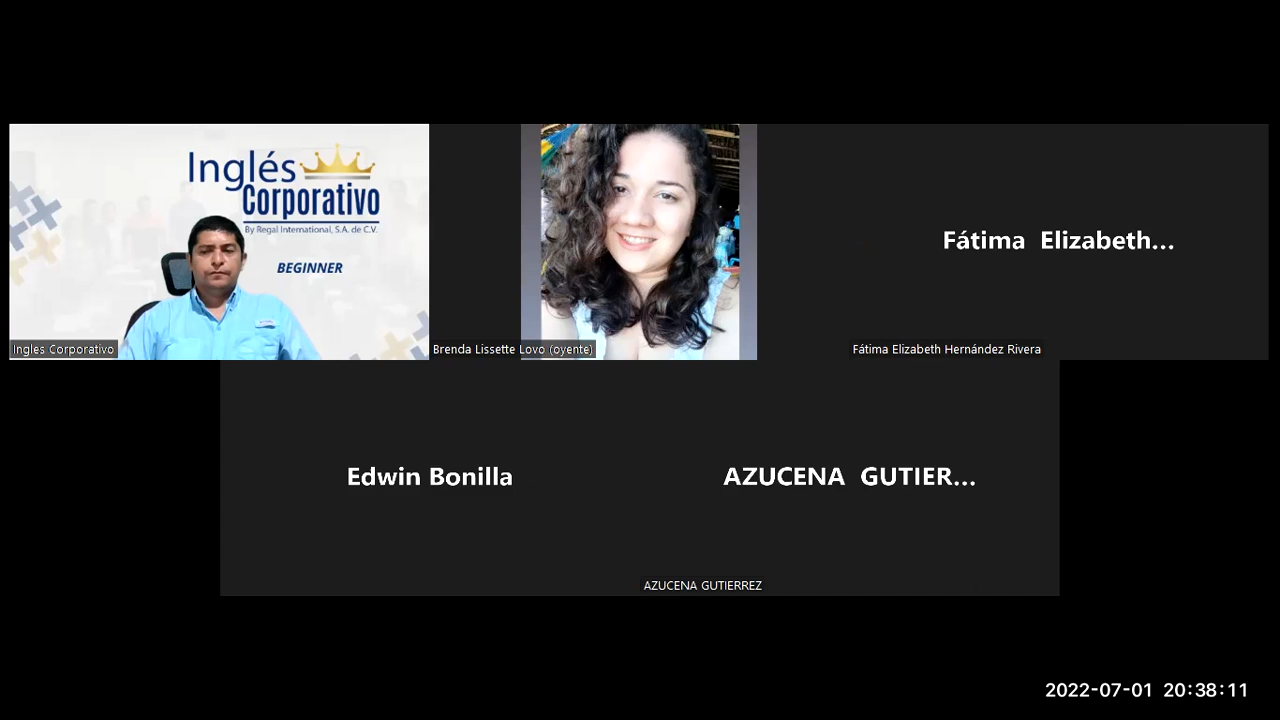 Inglés
Corporativo
By Regal International, S.A. de C.V.
BEGINNER
Ingles Corporativo
Brenda Lissette Lovo (oyente)
Fátima Elizabeth...
Fátima Elizabeth Hernández Rivera
Edwin Bonilla
AZUCENA GUTIER...
AZUCENA GUTIERREZ
2022-07-01 20:38:11